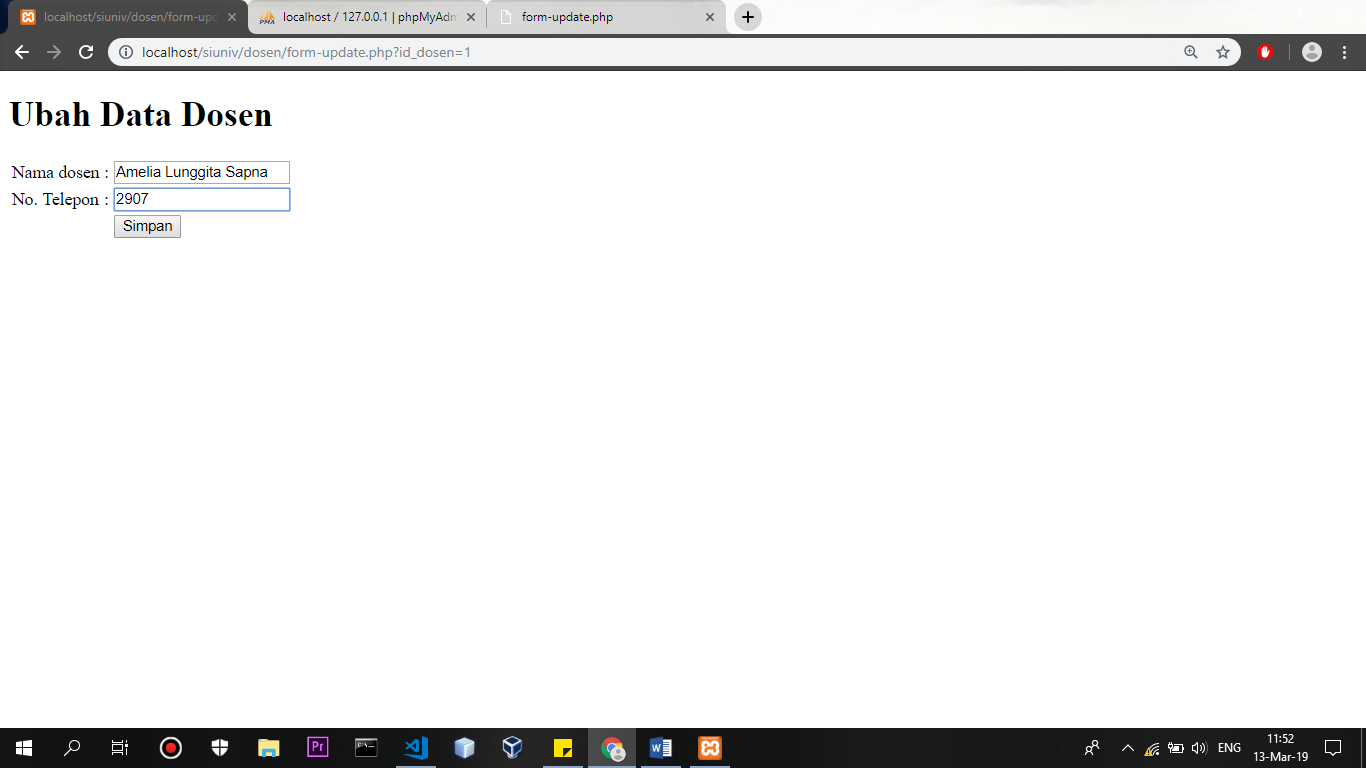 localhost/siuniv/dosen/form-upd
localhost / 127.0.0.1 | phpMyAdm
form-update.php
localhost/siuniv/dosen/form-update.php?id_dosen=1
Ubah Data Dosen
Nama dosen : Amelia Lunggita Sapna
No. Telepon : 2907
Simpan
ENG
11:52
13-Mar-19